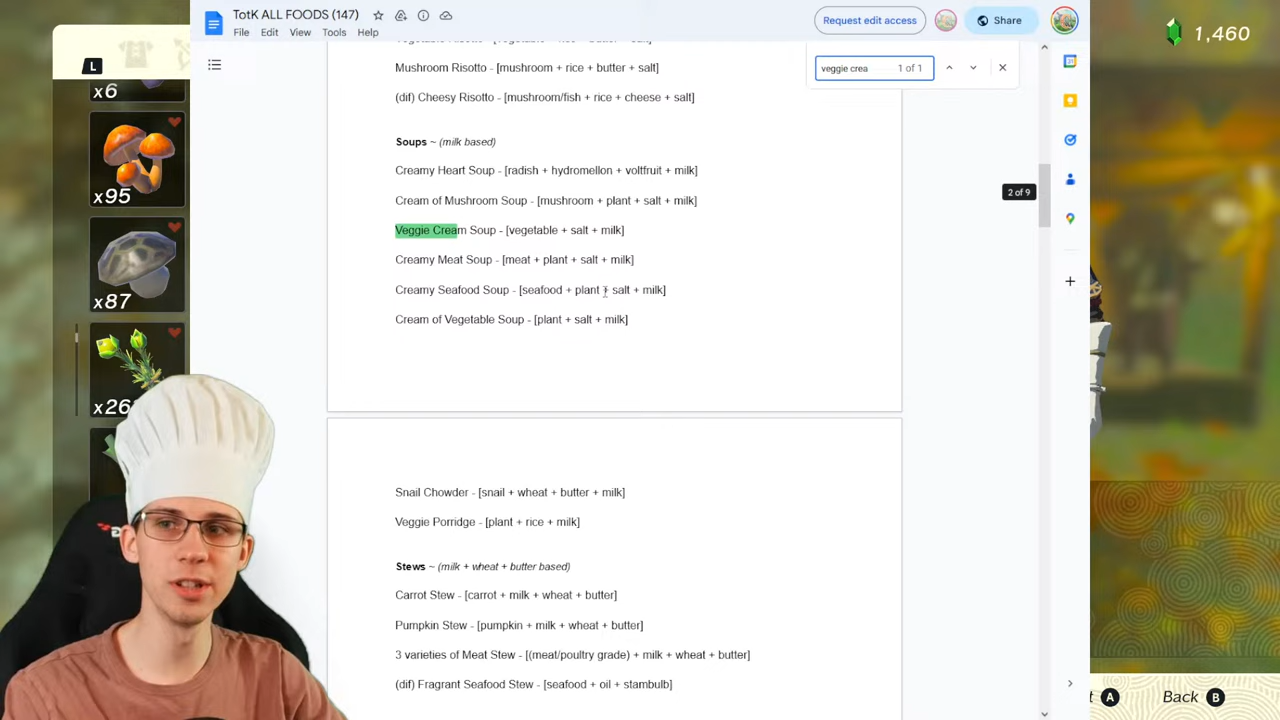 TotK ALL FOODS (147)
File Edit View Tools Help
Request edit access
Share
1,460
L
veggie crea 1 of 1
x6
Mushroom Risotto - [mushroom + rice + butter + salt]
(dif) Cheesy Risotto - [mushroom/fish + rice + cheese + salt]
Soups ~ (milk based)
x95
Creamy Heart Soup - [radish + hydromellon + voltfruit + milk]
2 of 9
Cream of Mushroom Soup - [mushroom + plant + salt + milk]
Veggie Cream Soup - [vegetable + salt + milk]
Creamy Meat Soup - [meat + plant + salt + milk]
x87
Creamy Seafood Soup - [seafood + plant + salt + milk]
Cream of Vegetable Soup - [plant + salt + milk]
x26
Snail Chowder - [snail + wheat + butter + milk]
Veggie Porridge - [plant + rice + milk]
Stews ~ (milk + wheat + butter based)
Carrot Stew - [carrot + milk + wheat + butter]
Pumpkin Stew - [pumpkin + milk + wheat + butter]
3 varieties of Meat Stew - [(meat/poultry grade) + milk + wheat + butter]
(dif) Fragrant Seafood Stew - [seafood + oil + stambulb]
A Back B